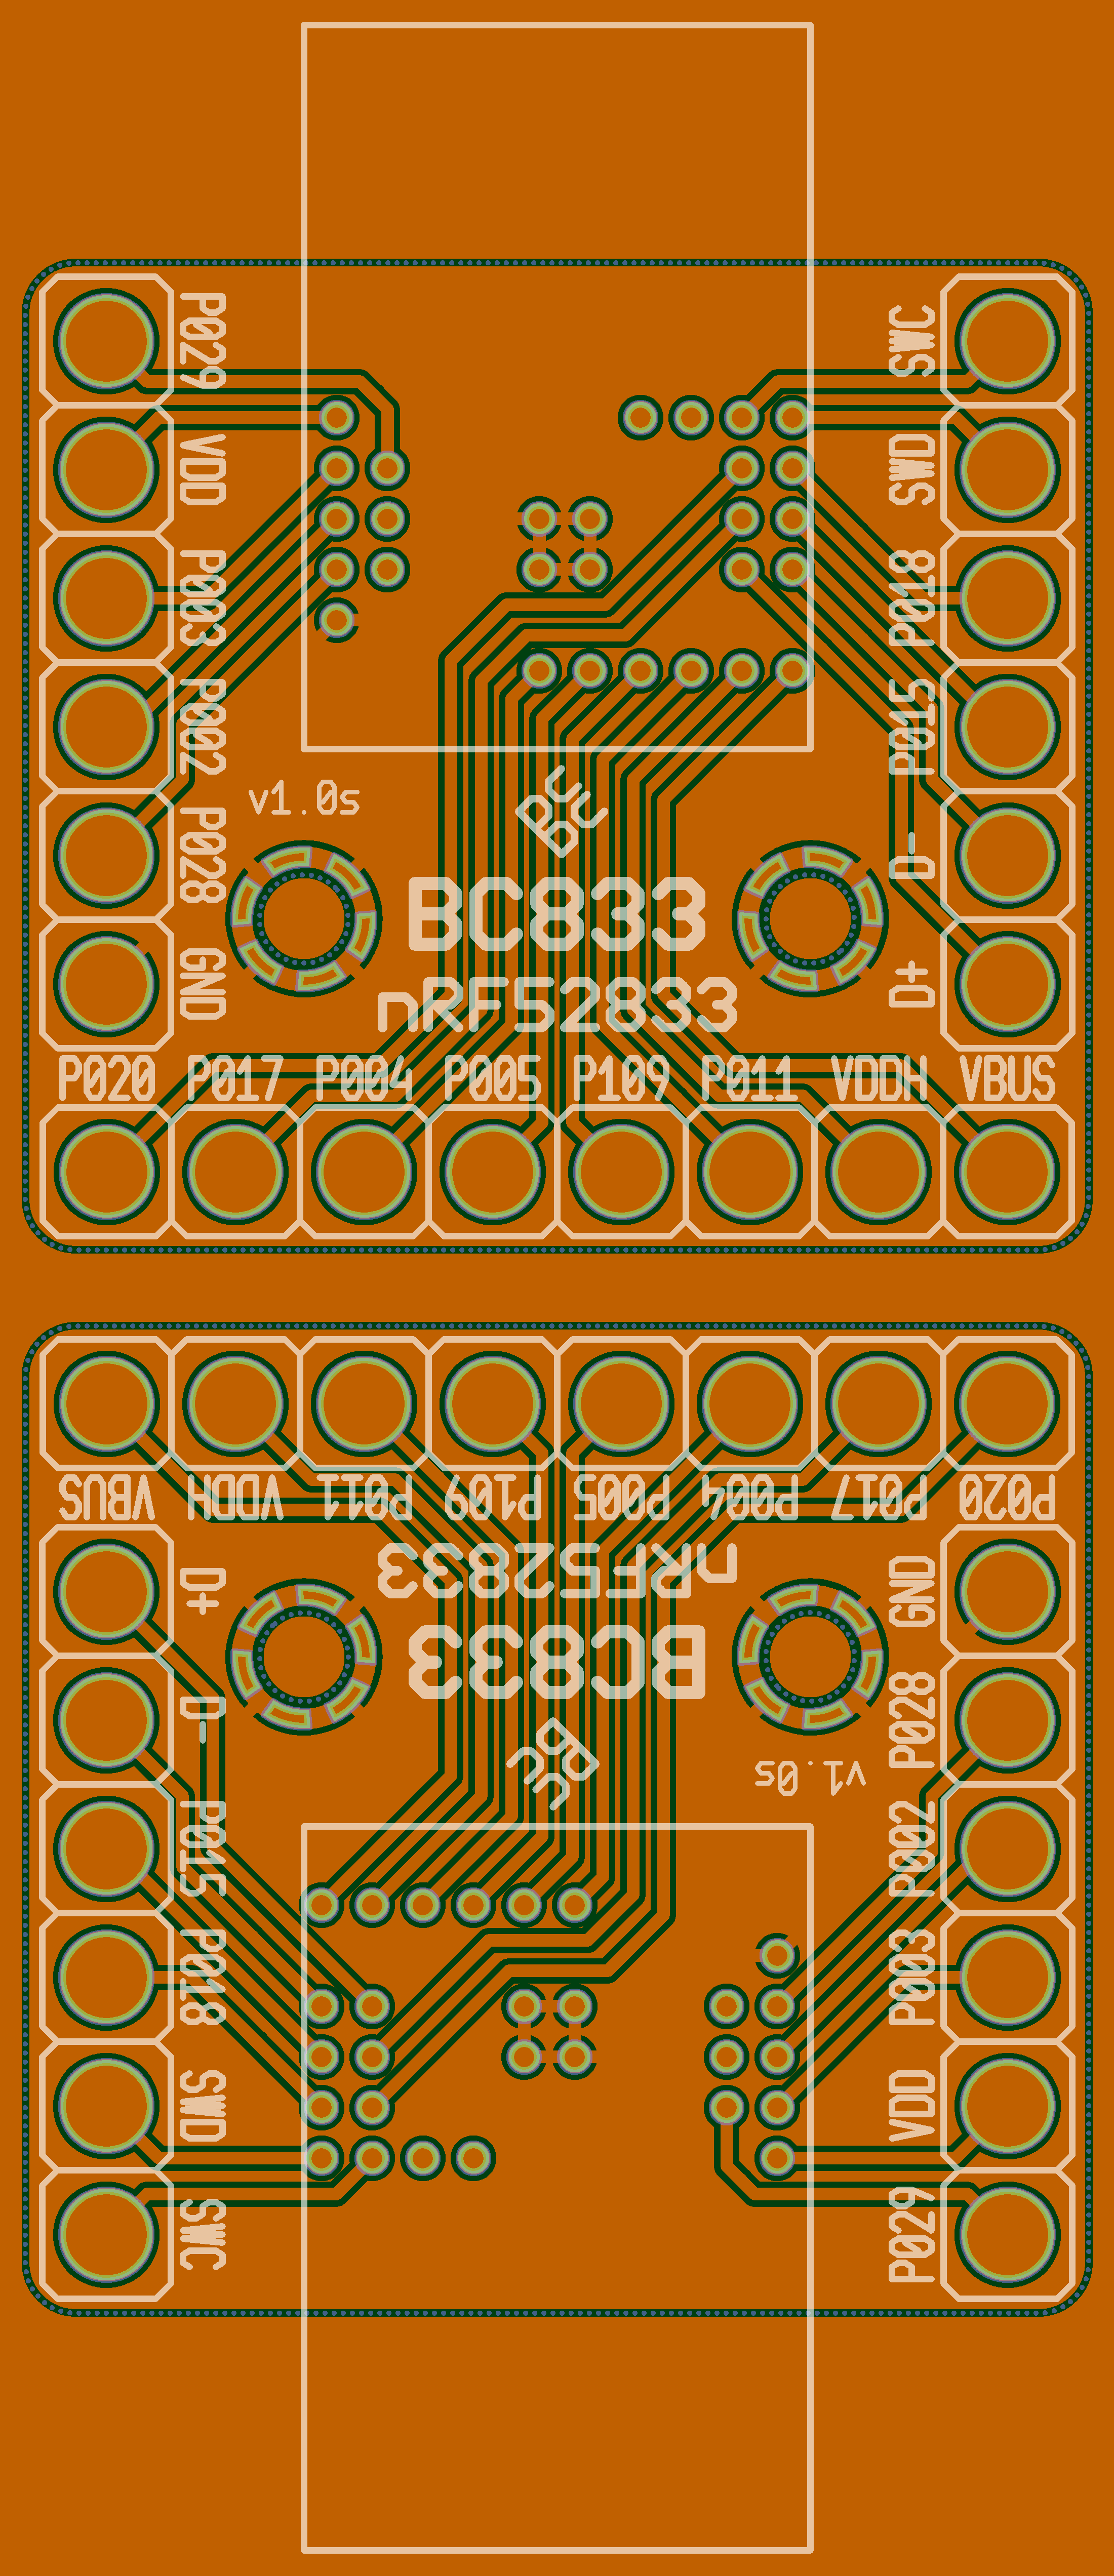 P029
SWC
VDD
SWD
P003
P018
P002
P015
v1.0s
BC
P028
D-
BC833
GND
D+
nRF52833
P020 P017 P004 P005 P109 P011 VDDH VBUS
VBUS VDDH P011 P109 P005 P004 P017 P020
D+
nRF52833
GND
BC833
D-
P028
BC
v1.0s
P015
P002
P018
P003
SWD
VDD
SWC
P029